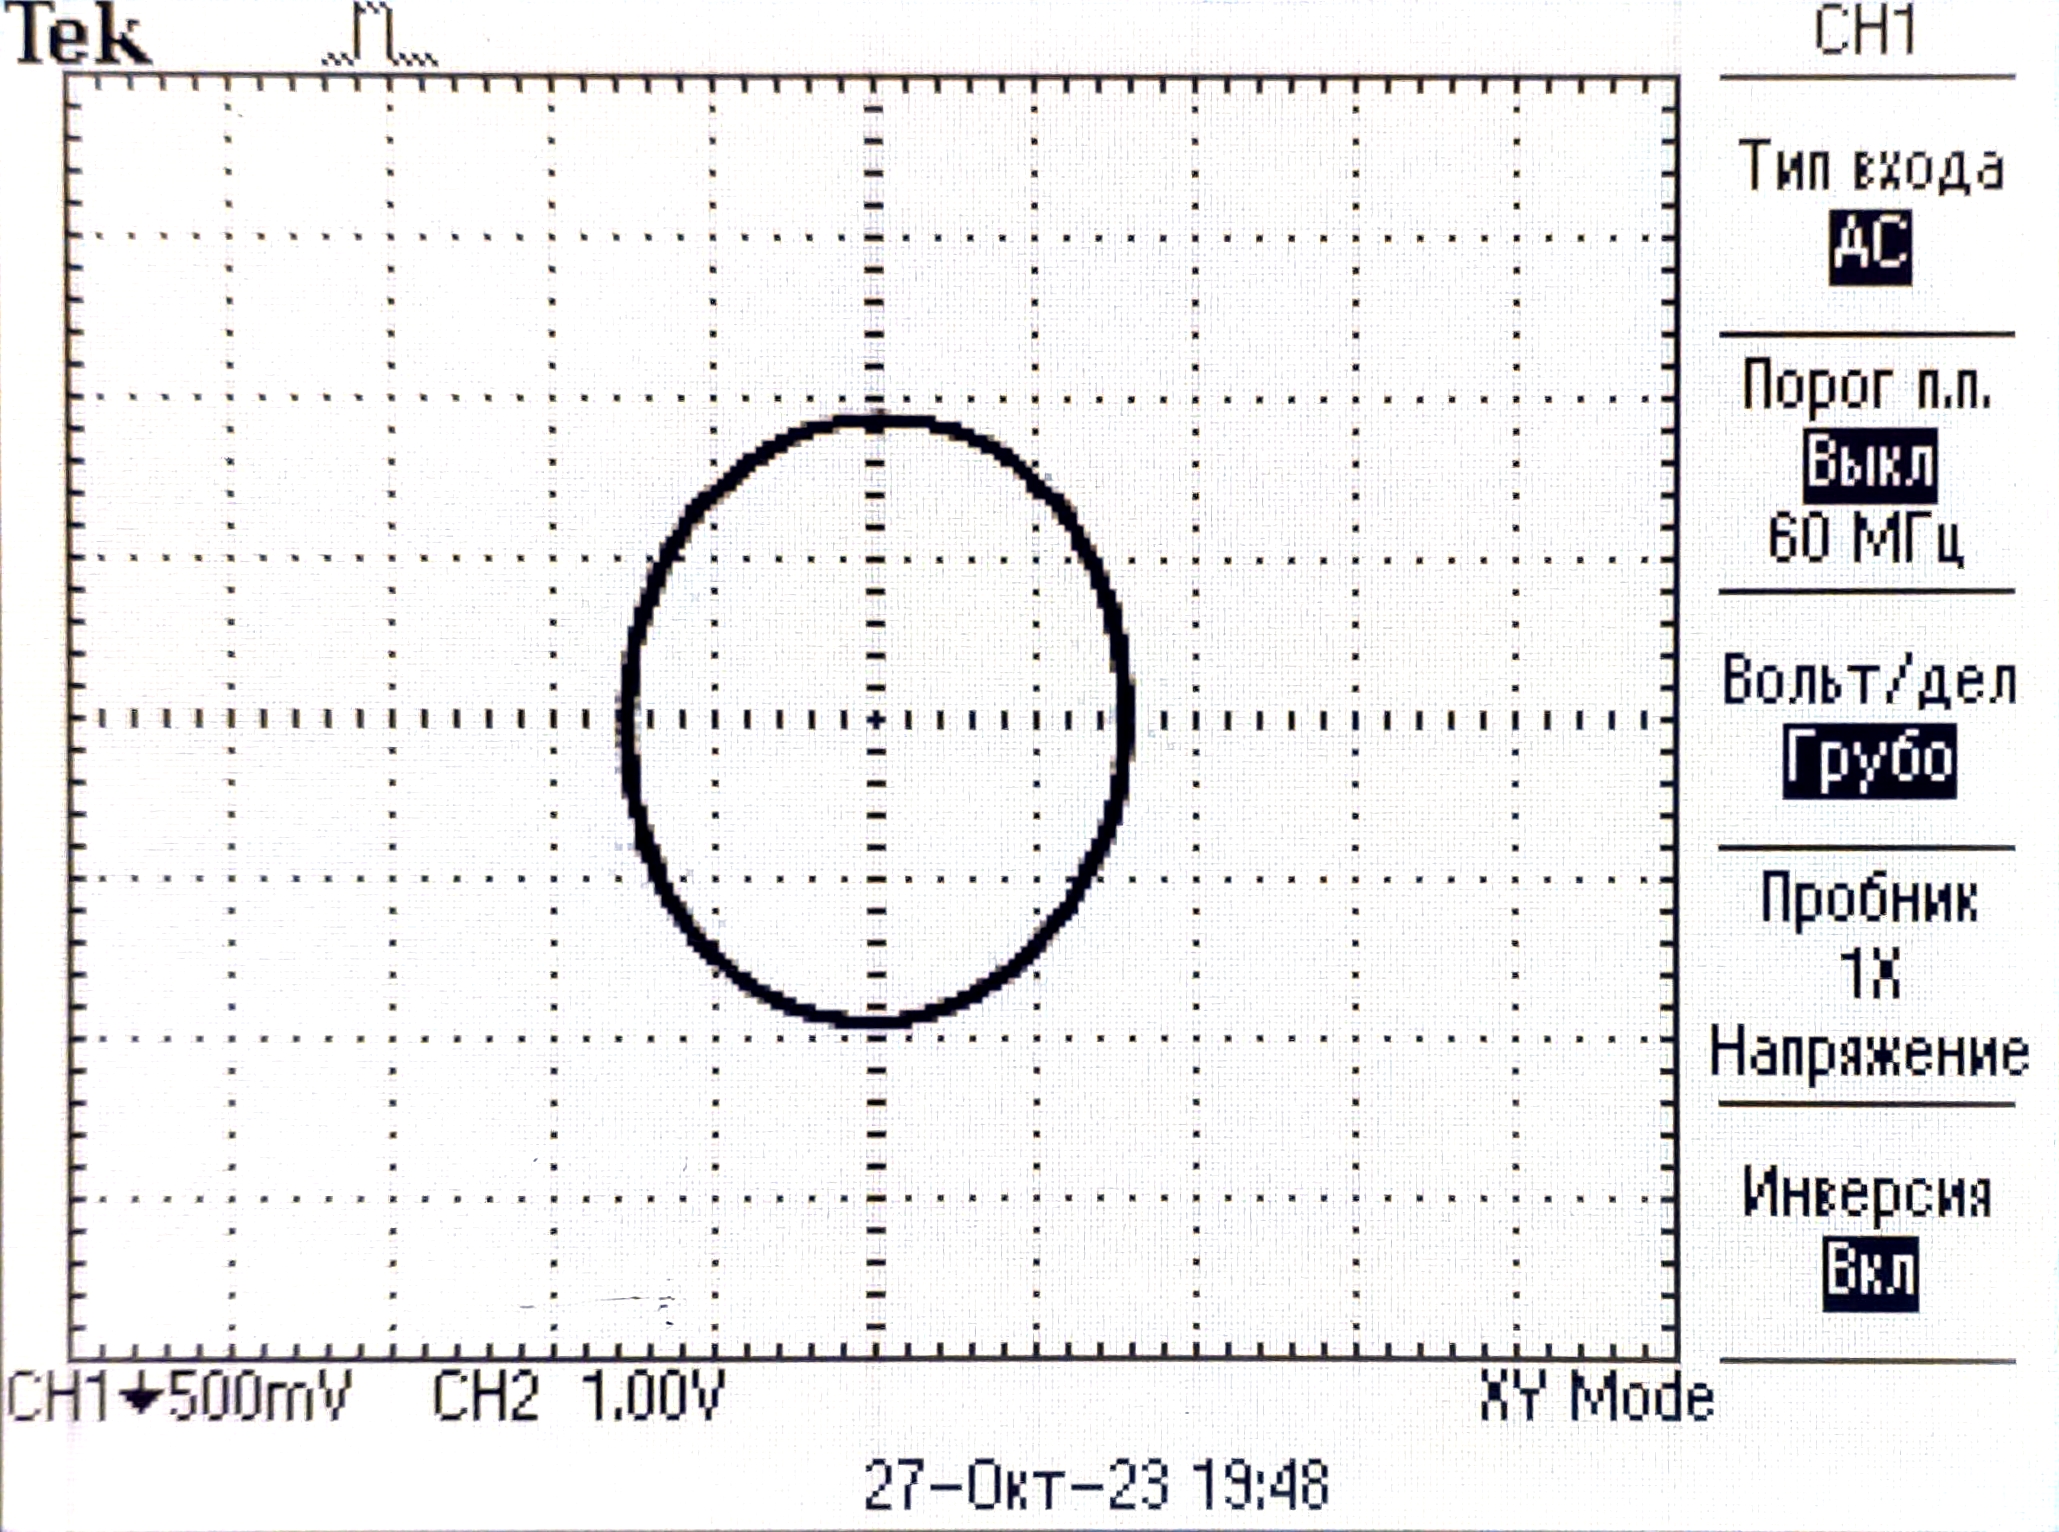 Tek
CH1
Тип входа
АС
Порог п.п.
Выкл
60 МГц
Вольт/дел
Грубо
Пробник
1X
Напряжение
Инверсия
Вкл
CH1↓500mV CH2 1.00V XY Mode
27-Окт-23 19:48